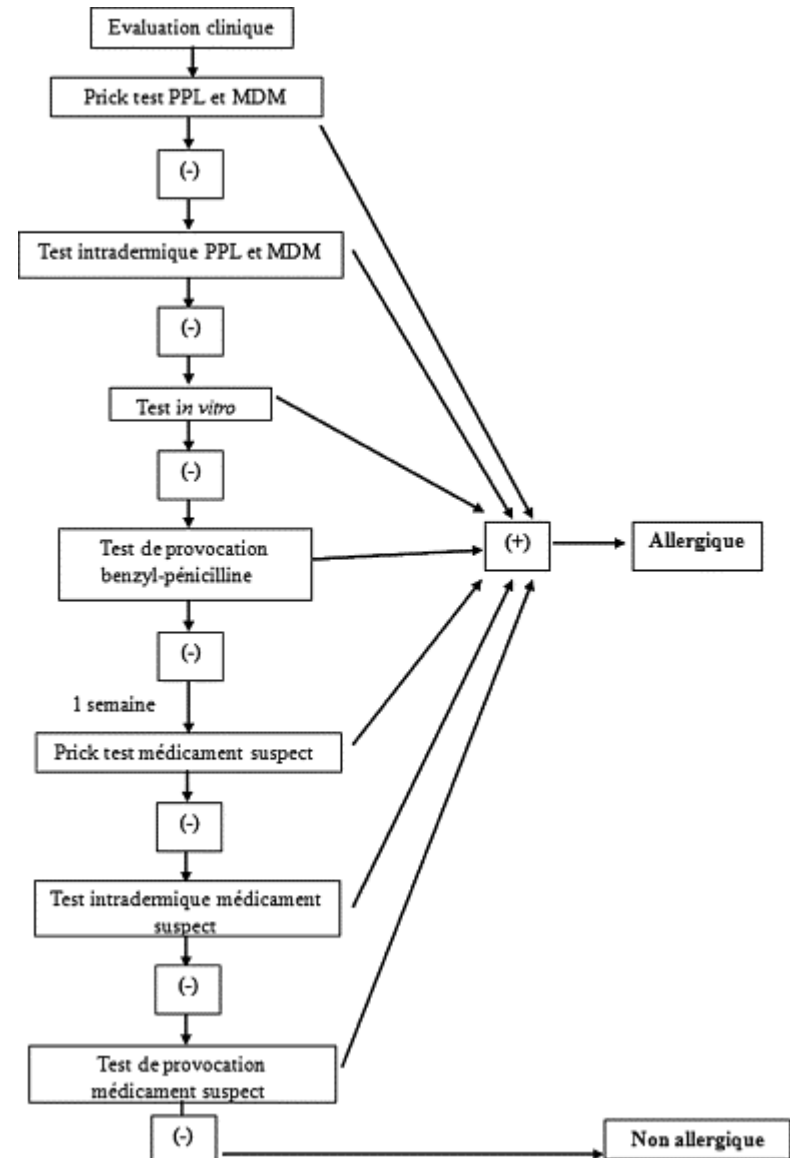 Evaluation clinique
Prick test PPL et MDM
(-)
Test intradermique PPL et MDM
(-)
Test in vitro
(-)
Test de provocation
benzyl-pénicilline
(+)
Allergique
(-)
1 semaine
Prick test médicament suspect
(-)
Test intradermique médicament
suspect
(-)
Test de provocation
médicament suspect
(-)
Non allergique